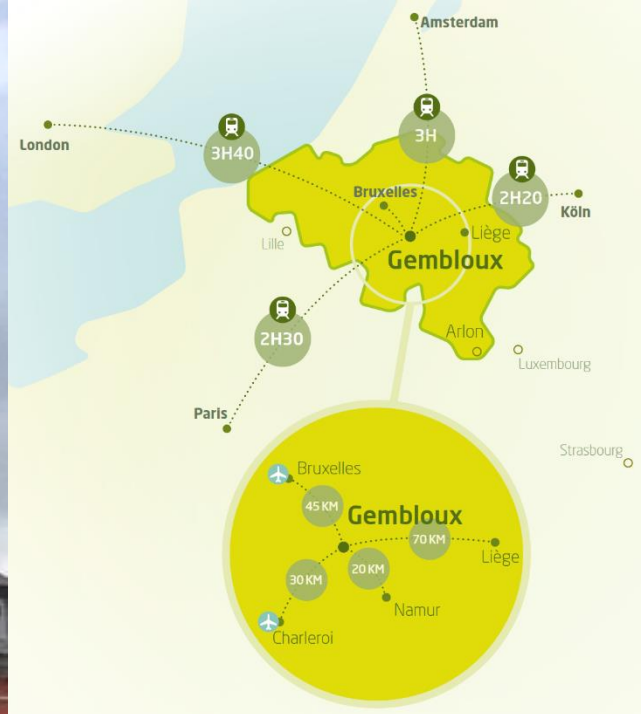 Amsterdam
London
3H40
3H
2H20
Bruxelles
Köln
Lille
Liège
Gembloux
2H30
Arlon
Luxembourg
Paris
Strasbourg
Bruxelles
45 KM
Gembloux
70 KM
Liège
30 KM
20 KM
Namur
Charleroi